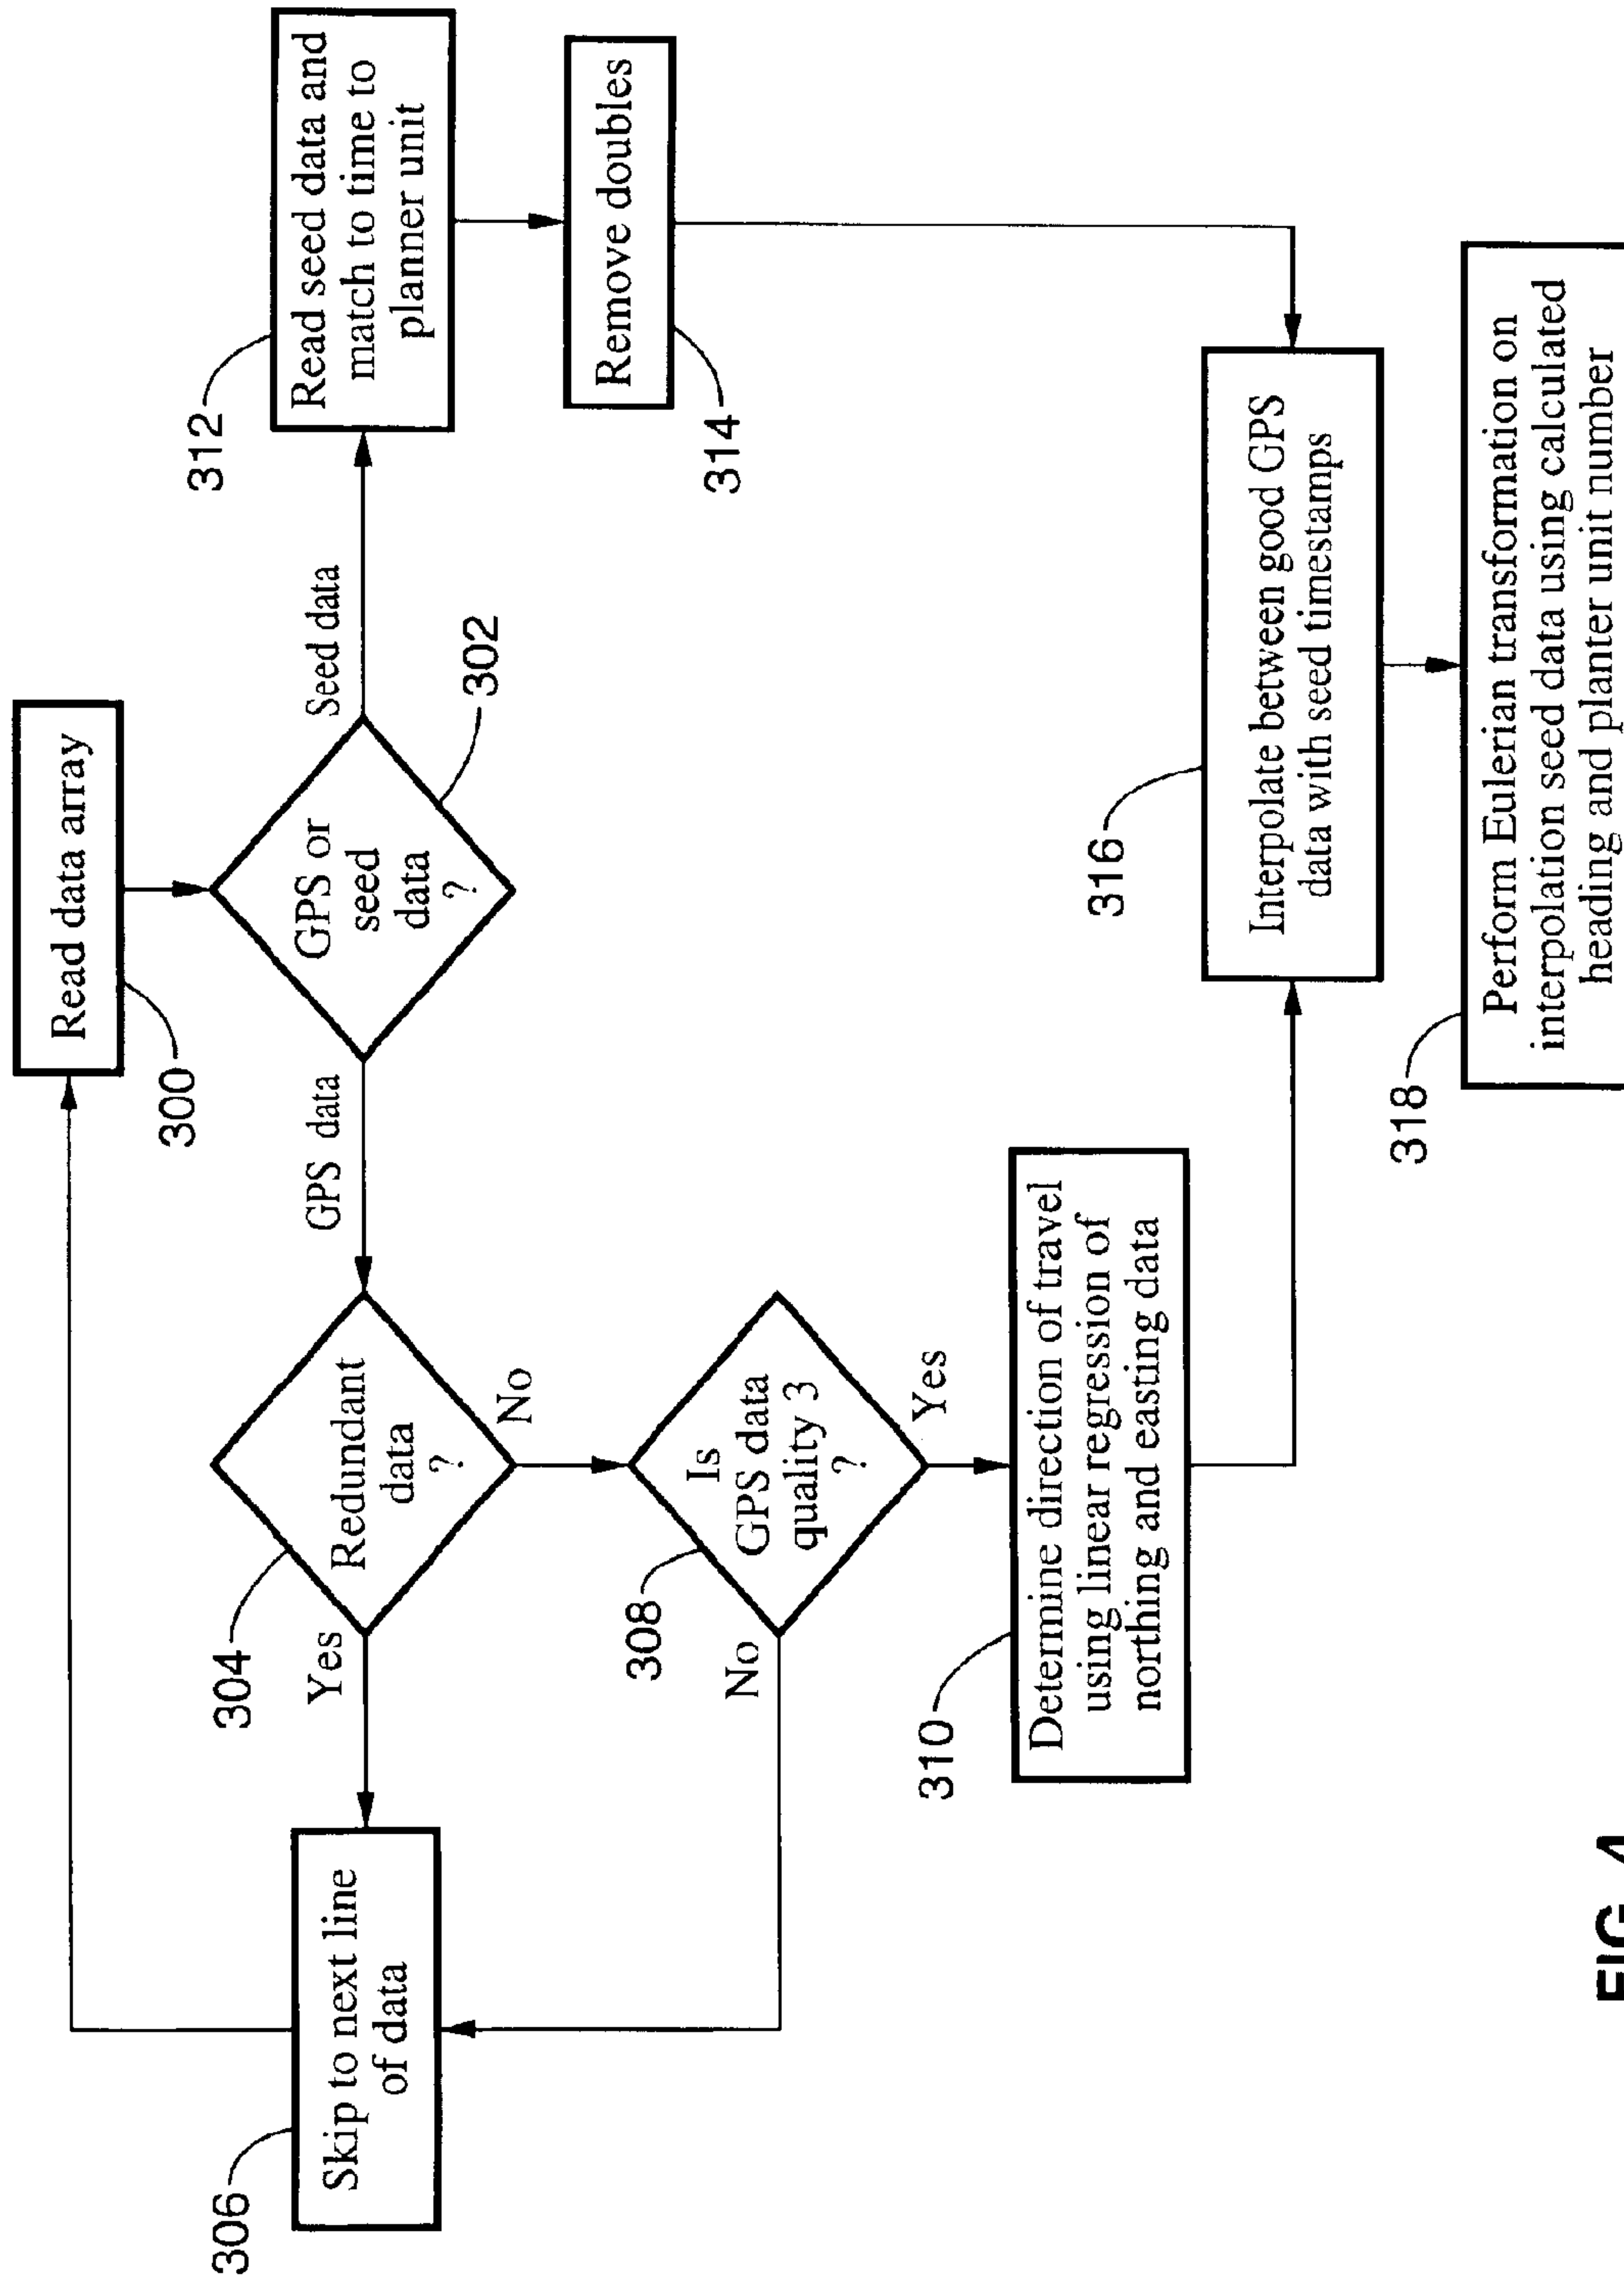 Read data array
300
GPS or
seed
data
?
302
GPS data
Seed data
Redundant
data
?
304
Yes
No
Skip to next line
of data
306
Is
GPS data
quality 3
?
308
No
Yes
Determine direction of travel
using linear regression of
northing and easting data
310
Read seed data and
match to time to
planner unit
312
Remove doubles
314
Interpolate between good GPS
data with seed timestamps
316
Perform Eulerian transformation on
interpolation seed data using calculated
heading and planter unit number
318
FIG. 4